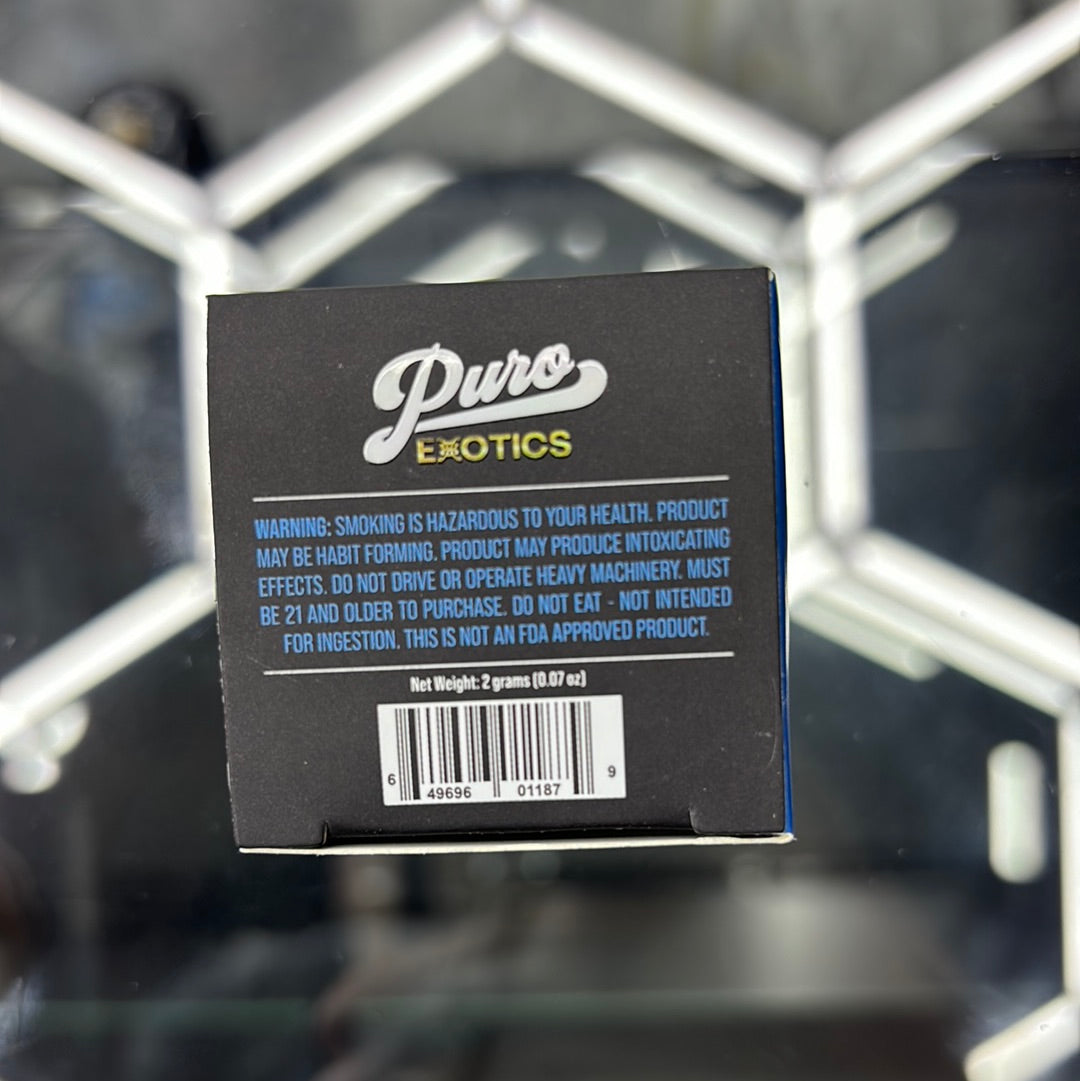 Puro
EXOTICS
WARNING: SMOKING IS HAZARDOUS TO YOUR HEALTH. PRODUCT
MAY BE HABIT FORMING. PRODUCT MAY PRODUCE INTOXICATING
EFFECTS. DO NOT DRIVE OR OPERATE HEAVY MACHINERY. MUST
BE 21 AND OLDER TO PURCHASE. DO NOT EAT - NOT INTENDED
FOR INGESTION. THIS IS NOT AN FDA APPROVED PRODUCT.
Net Weight: 2 grams (0.07 oz)
6 49696 01187 9